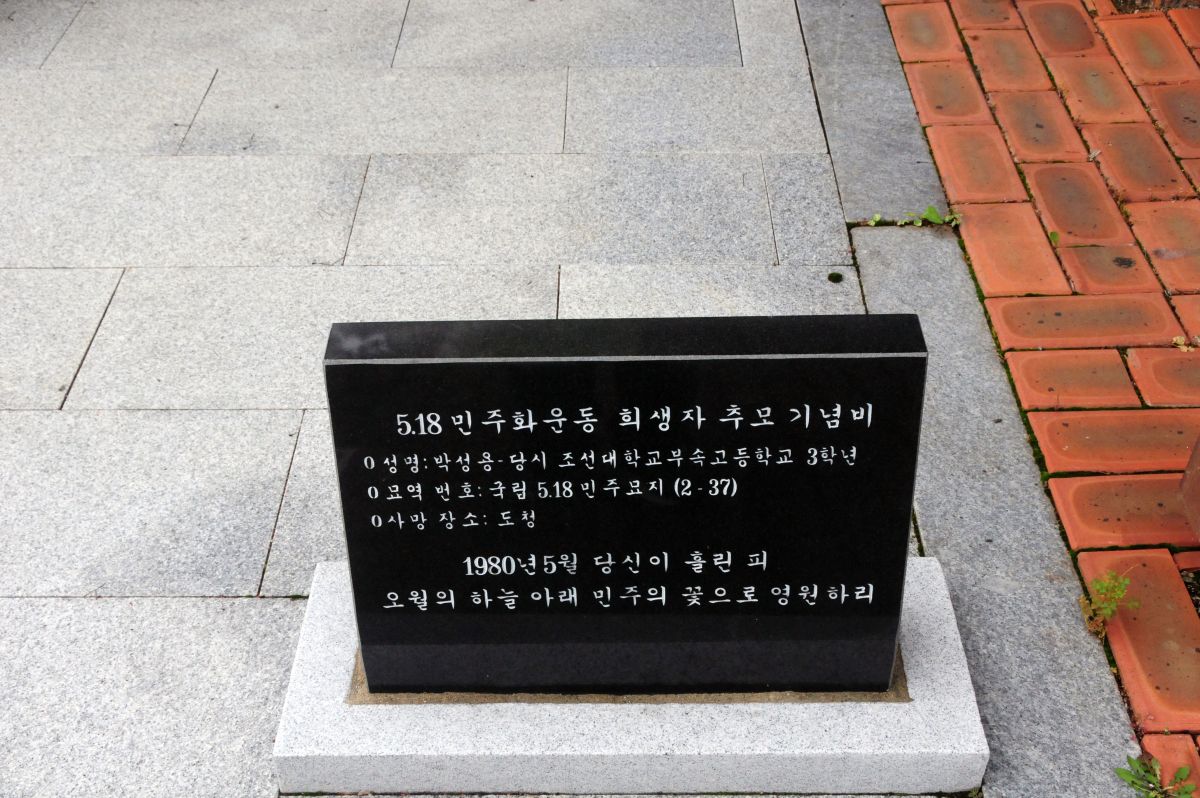 5.18 민주화운동 희생자 추모 기념비
O 성명: 박성용-당시 조선대학교부속고등학교 3학년
O 묘역 번호: 국립 5.18 민주묘지 (2-37)
O 사망 장소: 도청
1980년 5월 당신이 흘린 피
오월의 하늘 아래 민주의 꽃으로 영원하리